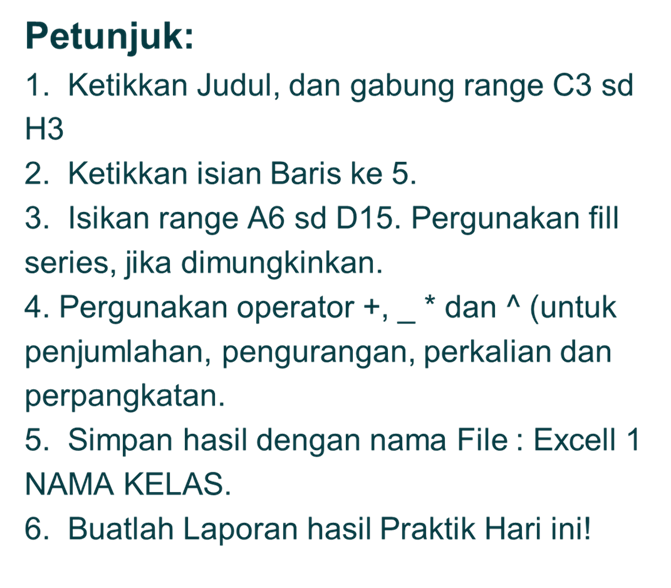 Petunjuk:
1. Ketikkan Judul, dan gabung range C3 sd
H3
2. Ketikkan isian Baris ke 5.
3. Isikan range A6 sd D15. Pergunakan fill
series, jika dimungkinkan.
4. Pergunakan operator +, _ * dan ^ (untuk
penjumlahan, pengurangan, perkalian dan
perpangkatan.
5. Simpan hasil dengan nama File : Excell 1
NAMA KELAS.
6. Buatlah Laporan hasil Praktik Hari ini!